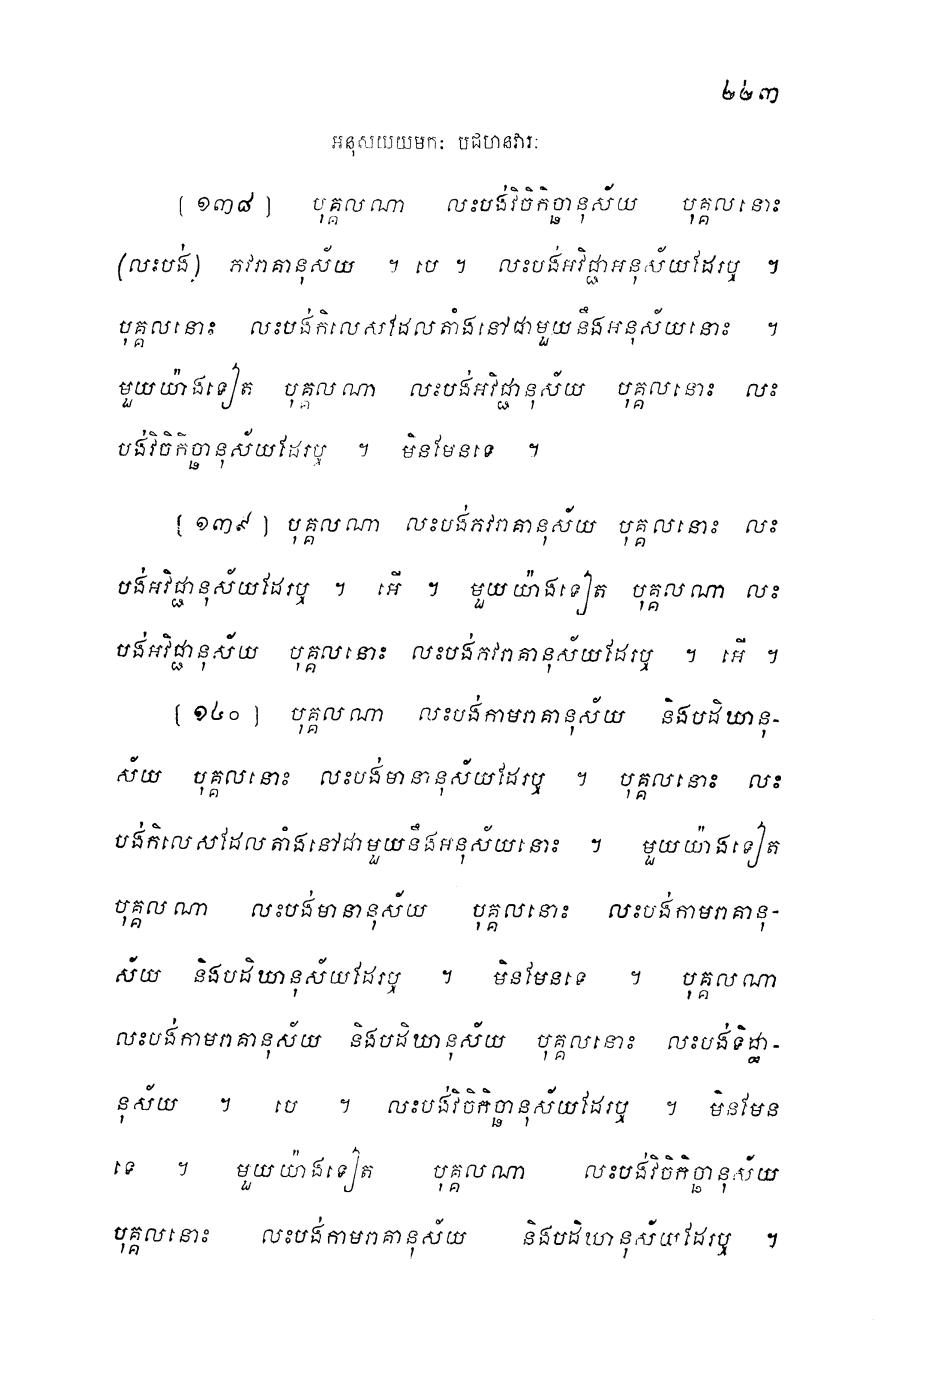 ២២៣
អនុសយយមកៈ បដហានវារៈ
[ ១៣៨ ] បុគ្គលណា លះបង់វិចិកិច្ឆានុស័យ បុគ្គលនោះ
(លះបង់) ភវរាគានុស័យ ។ បេ ។ លះបង់អវិជ្ជាអនុស័យដែរឬ ។
បុគ្គលនោះ លះបង់កិលេសដែលតាំងនៅជាមួយនឹងអនុស័យនោះ ។
មួយយ៉ាងទៀត បុគ្គលណា លះបង់អវិជ្ជានុស័យ បុគ្គលនោះ លះ
បង់វិចិកិច្ឆានុស័យដែរឬ ។ មិនមែនទេ ។
[ ១៣៩ ] បុគ្គលណា លះបង់ភវរាគានុស័យ បុគ្គលនោះ លះ
បង់អវិជ្ជានុស័យដែរឬ ។ អើ ។ មួយយ៉ាងទៀត បុគ្គលណា លះ
បង់អវិជ្ជានុស័យ បុគ្គលនោះ លះបង់ភវរាគានុស័យដែរឬ ។ អើ ។
[ ១៤០ ] បុគ្គលណា លះបង់កាមរាគានុស័យ និងបដិឃានុ-
ស័យ បុគ្គលនោះ លះបង់មានានុស័យដែរឬ ។ បុគ្គលនោះ លះ
បង់កិលេសដែលតាំងនៅជាមួយនឹងអនុស័យនោះ ។ មួយយ៉ាងទៀត
បុគ្គលណា លះបង់មានានុស័យ បុគ្គលនោះ លះបង់កាមរាគានុ-
ស័យ និងបដិឃានុស័យដែរឬ ។ មិនមែនទេ ។ បុគ្គលណា
លះបង់កាមរាគានុស័យ និងបដិឃានុស័យ បុគ្គលនោះ លះបង់ទិដ្ឋា-
នុស័យ ។ បេ ។ លះបង់វិចិកិច្ឆានុស័យដែរឬ ។ មិនមែន
ទេ ។ មួយយ៉ាងទៀត បុគ្គលណា លះបង់វិចិកិច្ឆានុស័យ
បុគ្គលនោះ លះបង់កាមរាគានុស័យ និងបដិឃានុស័យដែរឬ ។